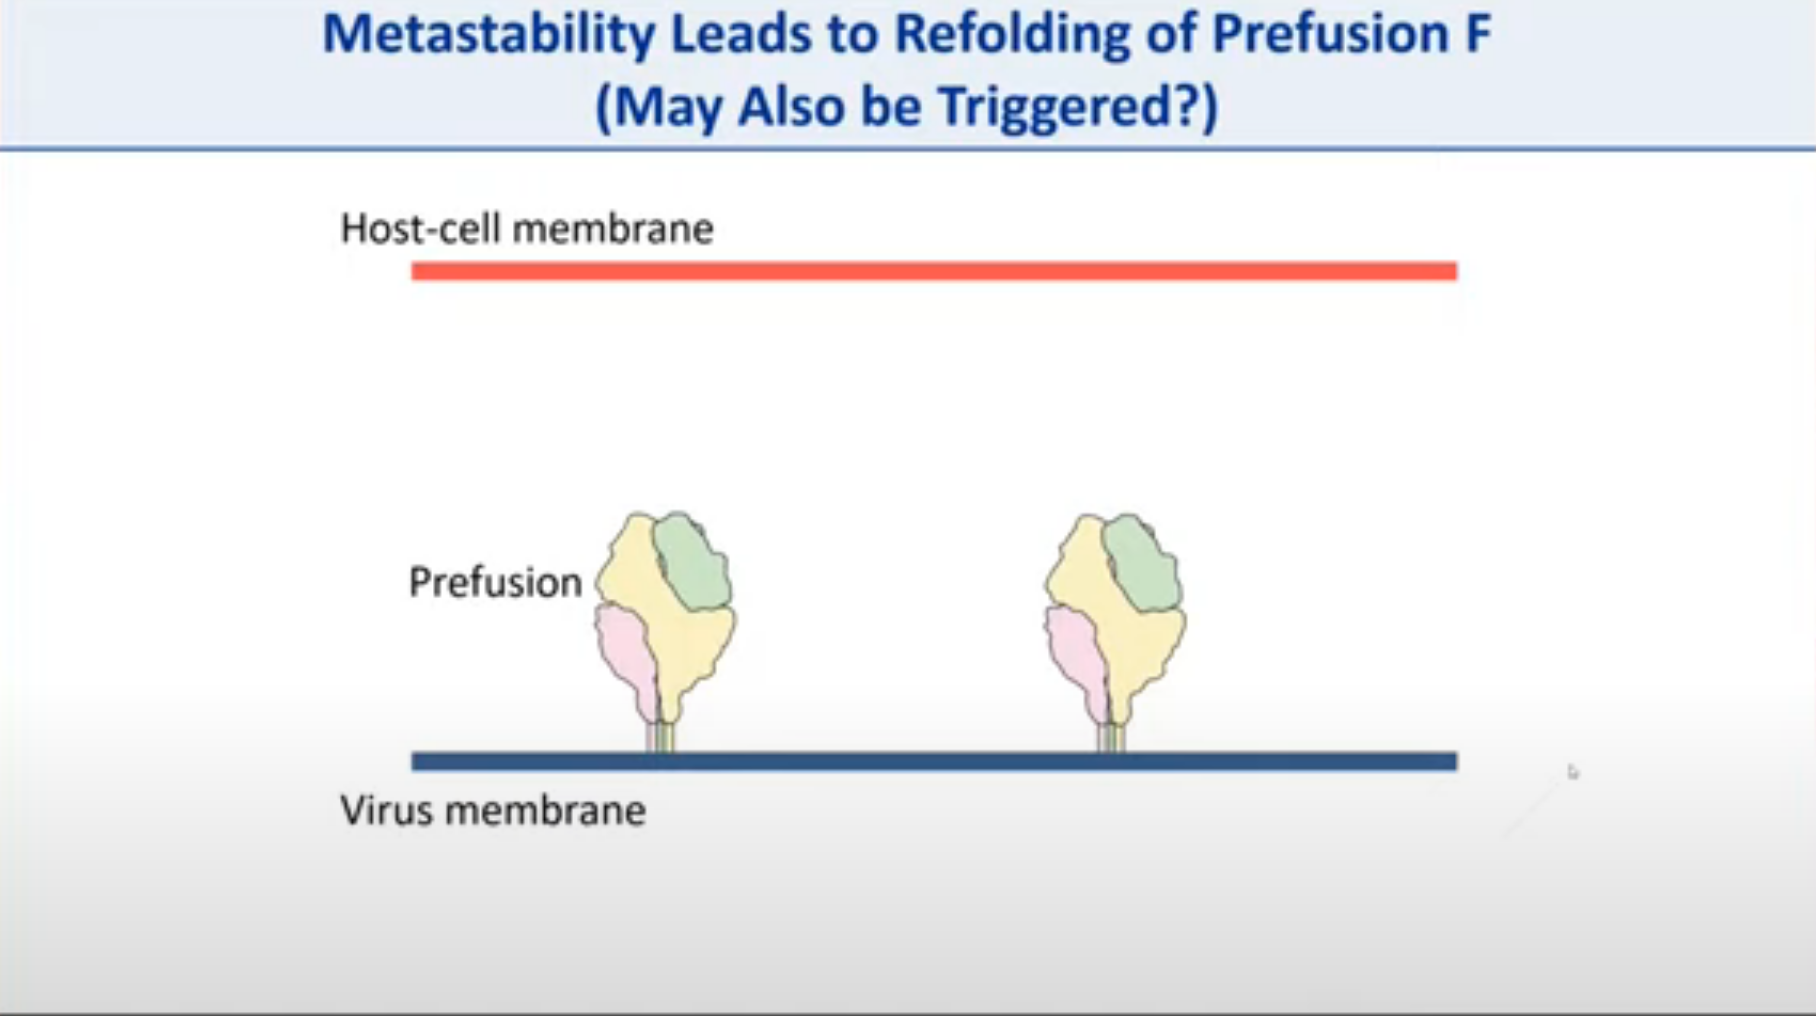 Metastability Leads to Refolding of Prefusion F
(May Also be Triggered?)
Host-cell membrane
Prefusion
Virus membrane